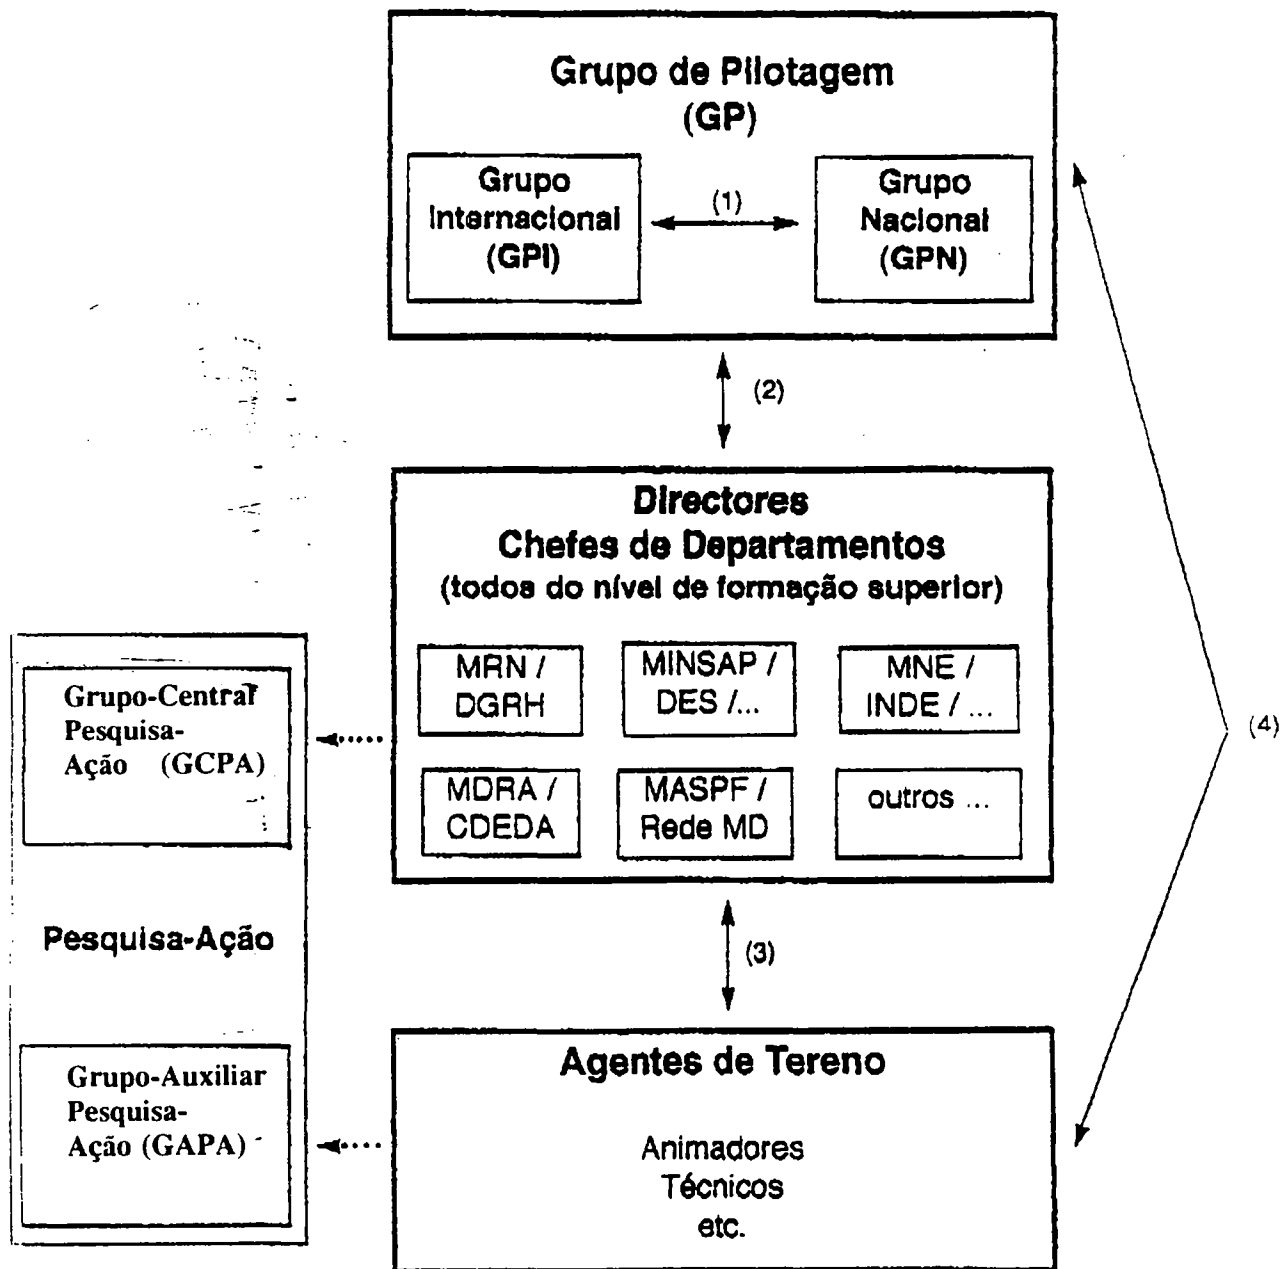 Grupo de Pilotagem
(GP)
Grupo
Internacional
(GPI)
(1)
Grupo
Nacional
(GPN)
(2)
Directores
Chefes de Departamentos
(todos do nível de formação superior)
MRN /
DGRH
MINSAP /
DES /...
MNE /
INDE / ...
MDRA /
CDEDA
MASPF /
Rede MD
outros ...
(4)
Grupo-Central
Pesquisa-
Ação (GCPA)
Pesquisa-Ação
Grupo-Auxiliar
Pesquisa-
Ação (GAPA)
(3)
Agentes de Tereno
Animadores
Técnicos
etc.